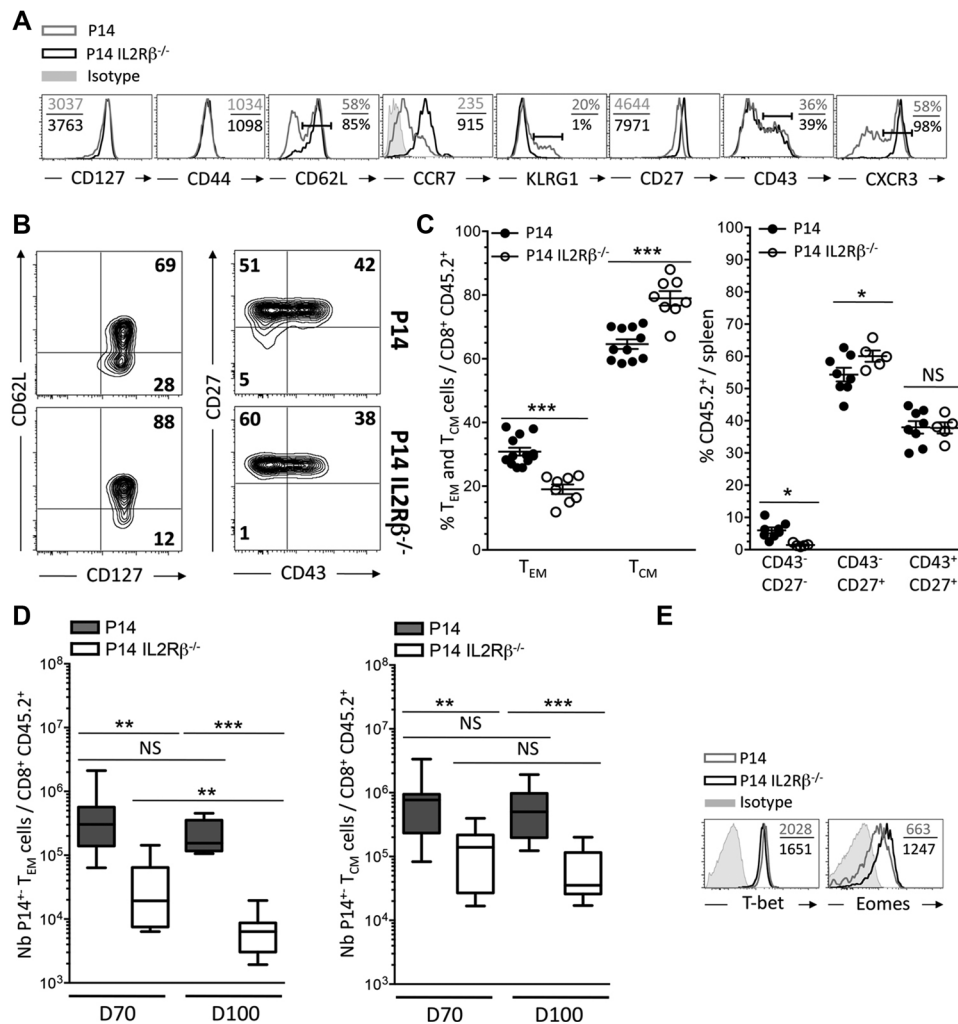 A
P14
P14 IL2Rβ-/-
Isotype
3037 1034 58% 235 20% 4644 36% 58%
3763 1098 85% 915 1% 7971 39% 98%
CD127 CD44 CD62L CCR7 KLRG1 CD27 CD43 CXCR3
B
69
28
88
12
CD62L
CD127
51 42
5
60 38
1
CD27
CD43
P14
P14 IL2Rβ-/-
C
P14
P14 IL2Rβ-/-
% TEM and TCM cells / CD8+ CD45.2+
100
80
60
40
20
0
***
***
TEM TCM
P14
P14 IL2Rβ-/-
% CD45.2+ / spleen
100
90
80
70
60
50
40
30
20
10
0
*
*
NS
CD43- CD43- CD43+
CD27- CD27+ CD27+
D
P14
P14 IL2Rβ-/-
Nb P14+- TEM cells / CD8+ CD45.2+
108
107
106
105
104
103
** ***
NS
**
D70 D100
P14
P14 IL2Rβ-/-
Nb P14+- TCM cells / CD8+ CD45.2+
108
107
106
105
104
103
** ***
NS
NS
D70 D100
E
P14
P14 IL2Rβ-/-
Isotype
2028 663
1651 1247
T-bet Eomes